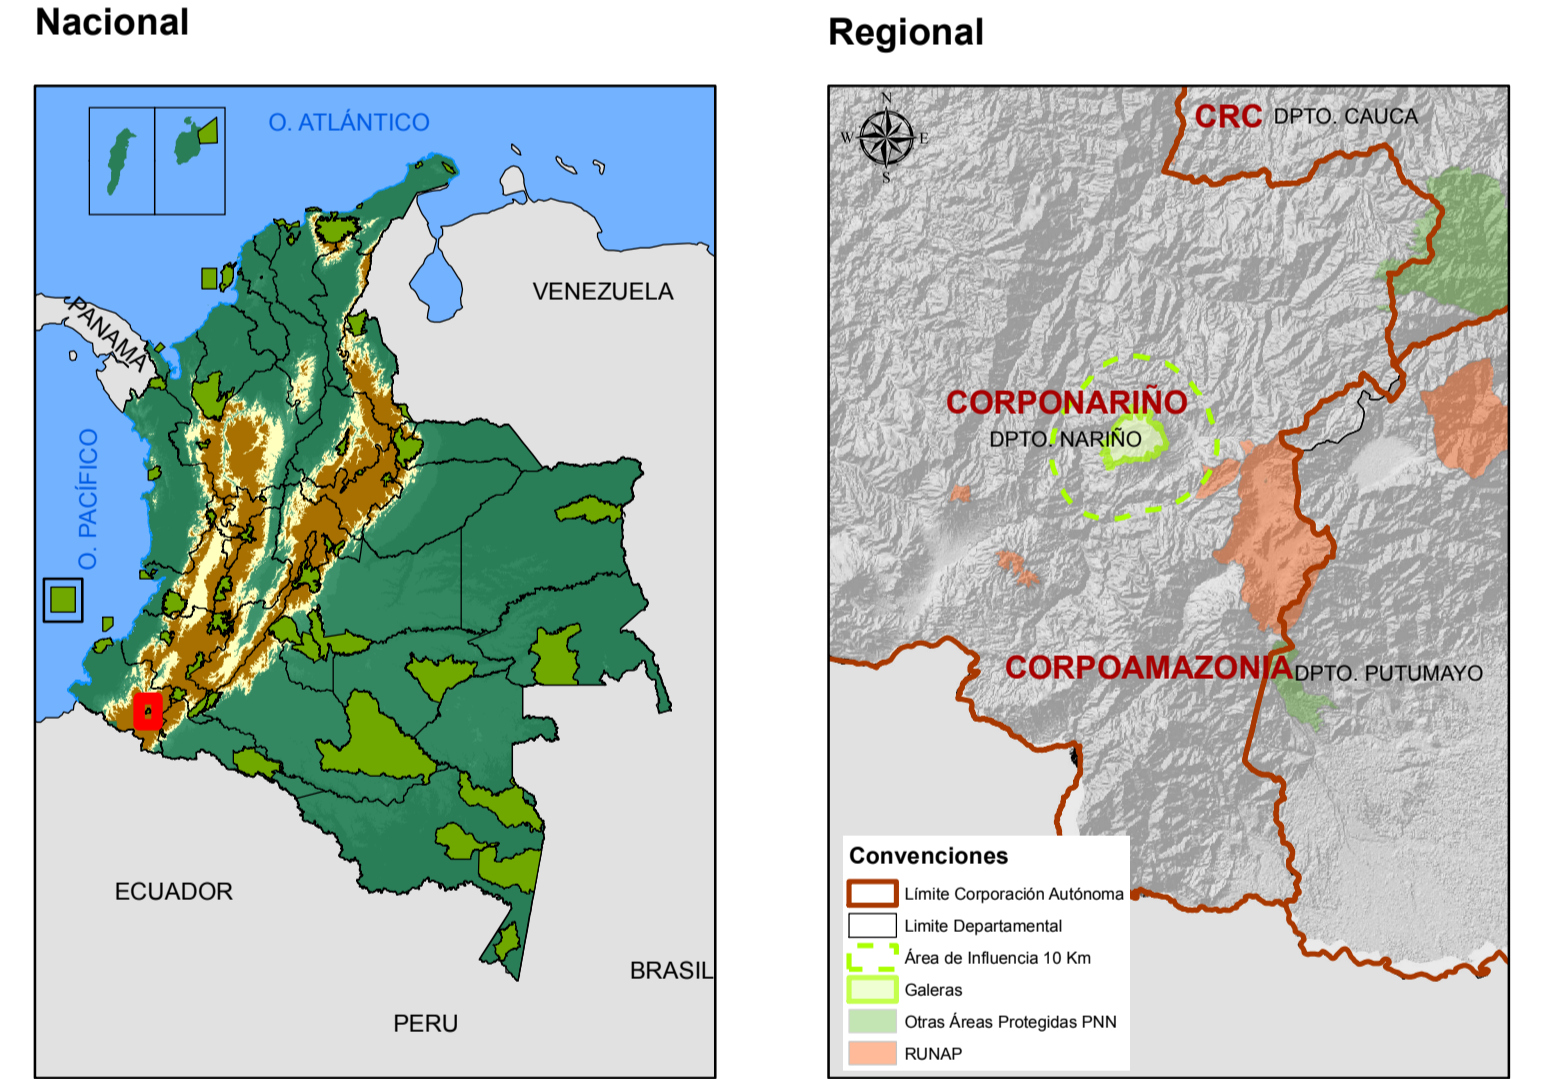 Nacional
O. ATLÁNTICO
VENEZUELA
PANAMA
O. PACÍFICO
ECUADOR
BRASIL
PERU
Regional
N
W
E
S
CRC DPTO. CAUCA
CORPONARIÑO
DPTO. NARIÑO
CORPOAMAZONIA DPTO. PUTUMAYO
Convenciones
Límite Corporación Autónoma
Limite Departamental
Área de Influencia 10 Km
Galeras
Otras Áreas Protegidas PNN
RUNAP